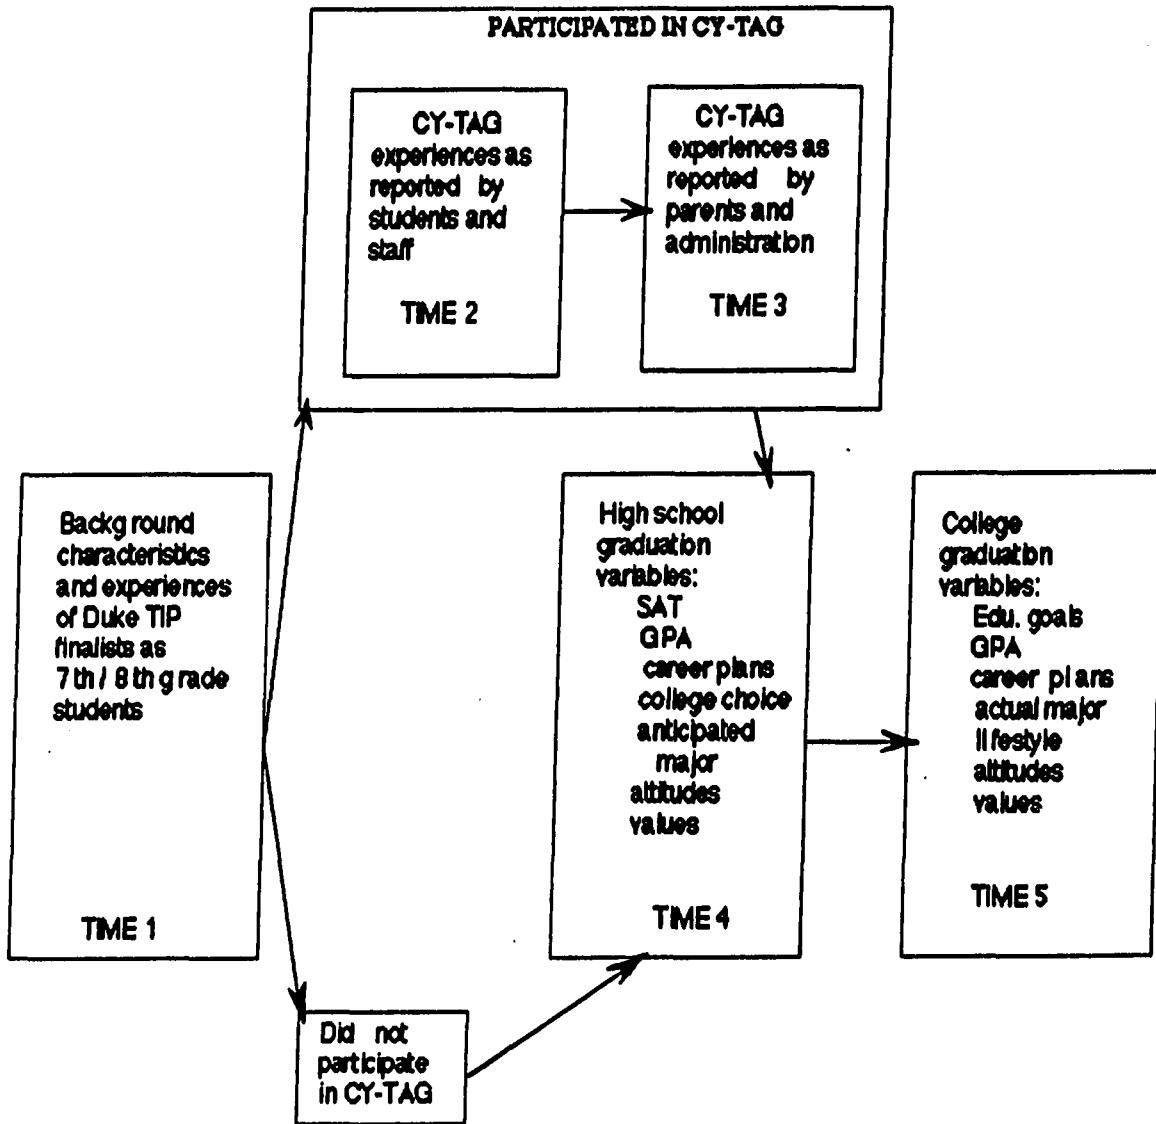 PARTICIPATED IN CY-TAG
CY-TAG
experiences as
reported by
students and
staff
TIME 2
CY-TAG
experiences as
reported by
parents and
administration
TIME 3
Backg round
characteristics
and experiences
of Duke TIP
finalists as
7 th / 8 th g rade
students
TIME 1
High school
graduation
variables:
SAT
GPA
career plans
college choice
anticipated
major
attitudes
values
TIME 4
College
graduation
variables:
Edu. goals
GPA
career plans
actual major
lifestyle
attitudes
values
TIME 5
Did not
participate
in CY-TAG